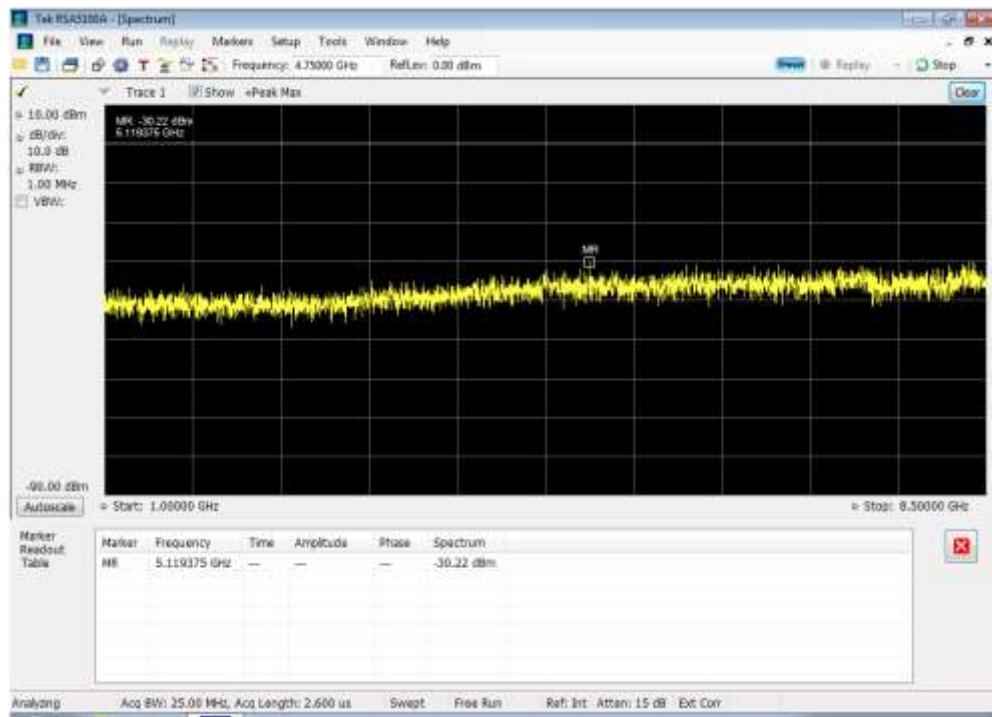 Tek RSA5100A - [Spectrum]
File View Run Replay Markers Setup Tools Window Help
Frequency: 4.75000 GHz RefLev: 0.00 dBm Preset Replay Stop
Trace 1 Show +Peak Max Clear
10.00 dBm
dB/div:
10.0 dB
RBW:
1.00 MHz
VBW:
MR: -30.22 dBm
5.119375 GHz
MR
-90.00 dBm
Autoscale Start: 1.00000 GHz Stop: 8.50000 GHz
Marker
Readout
Table
Marker Frequency Time Amplitude Phase Spectrum
MR 5.119375 GHz --- --- --- -30.22 dBm
Analyzing Acq BW: 25.00 MHz, Acq Length: 2.600 us Swept Free Run Ref: Int Atten: 15 dB Ext Corr